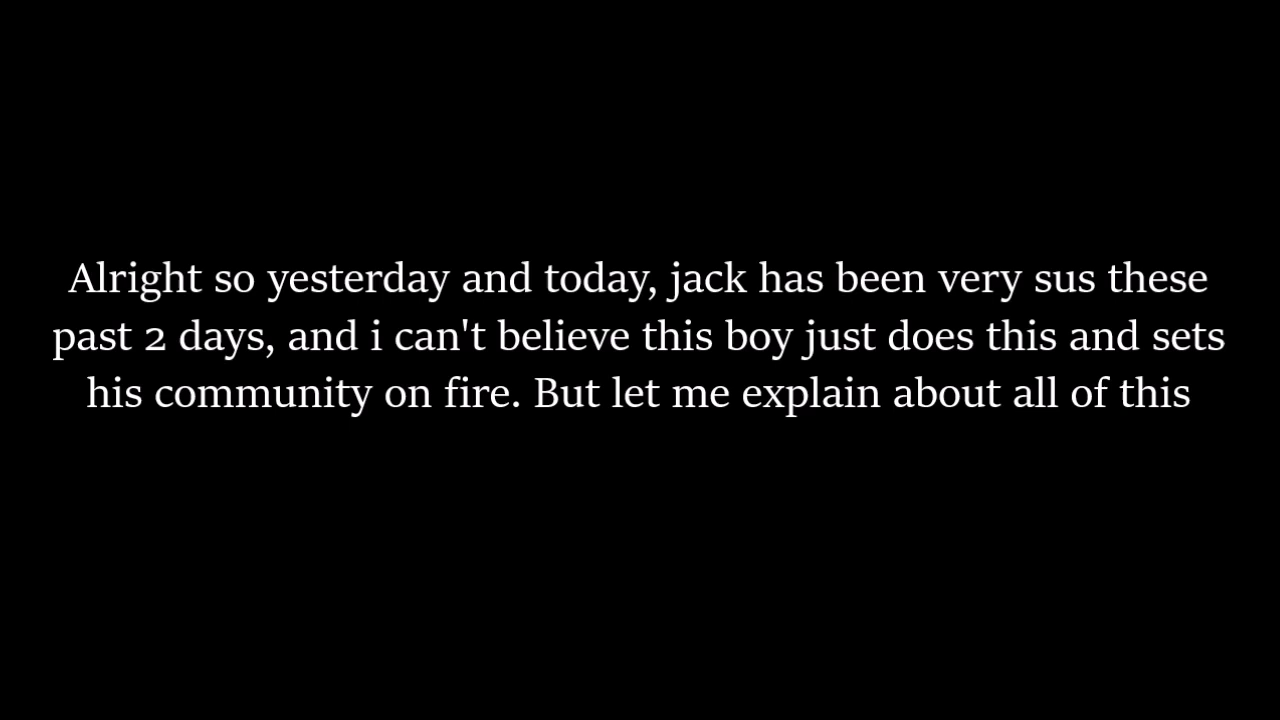 Alright so yesterday and today, jack has been very sus these
past 2 days, and i can't believe this boy just does this and sets
his community on fire. But let me explain about all of this